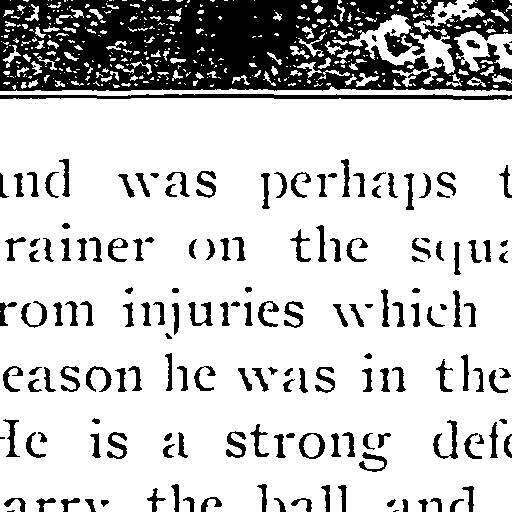 and was perhaps
rainer on the squa
rom injuries which
eason he was in the
He is a strong defe
arry the ball and